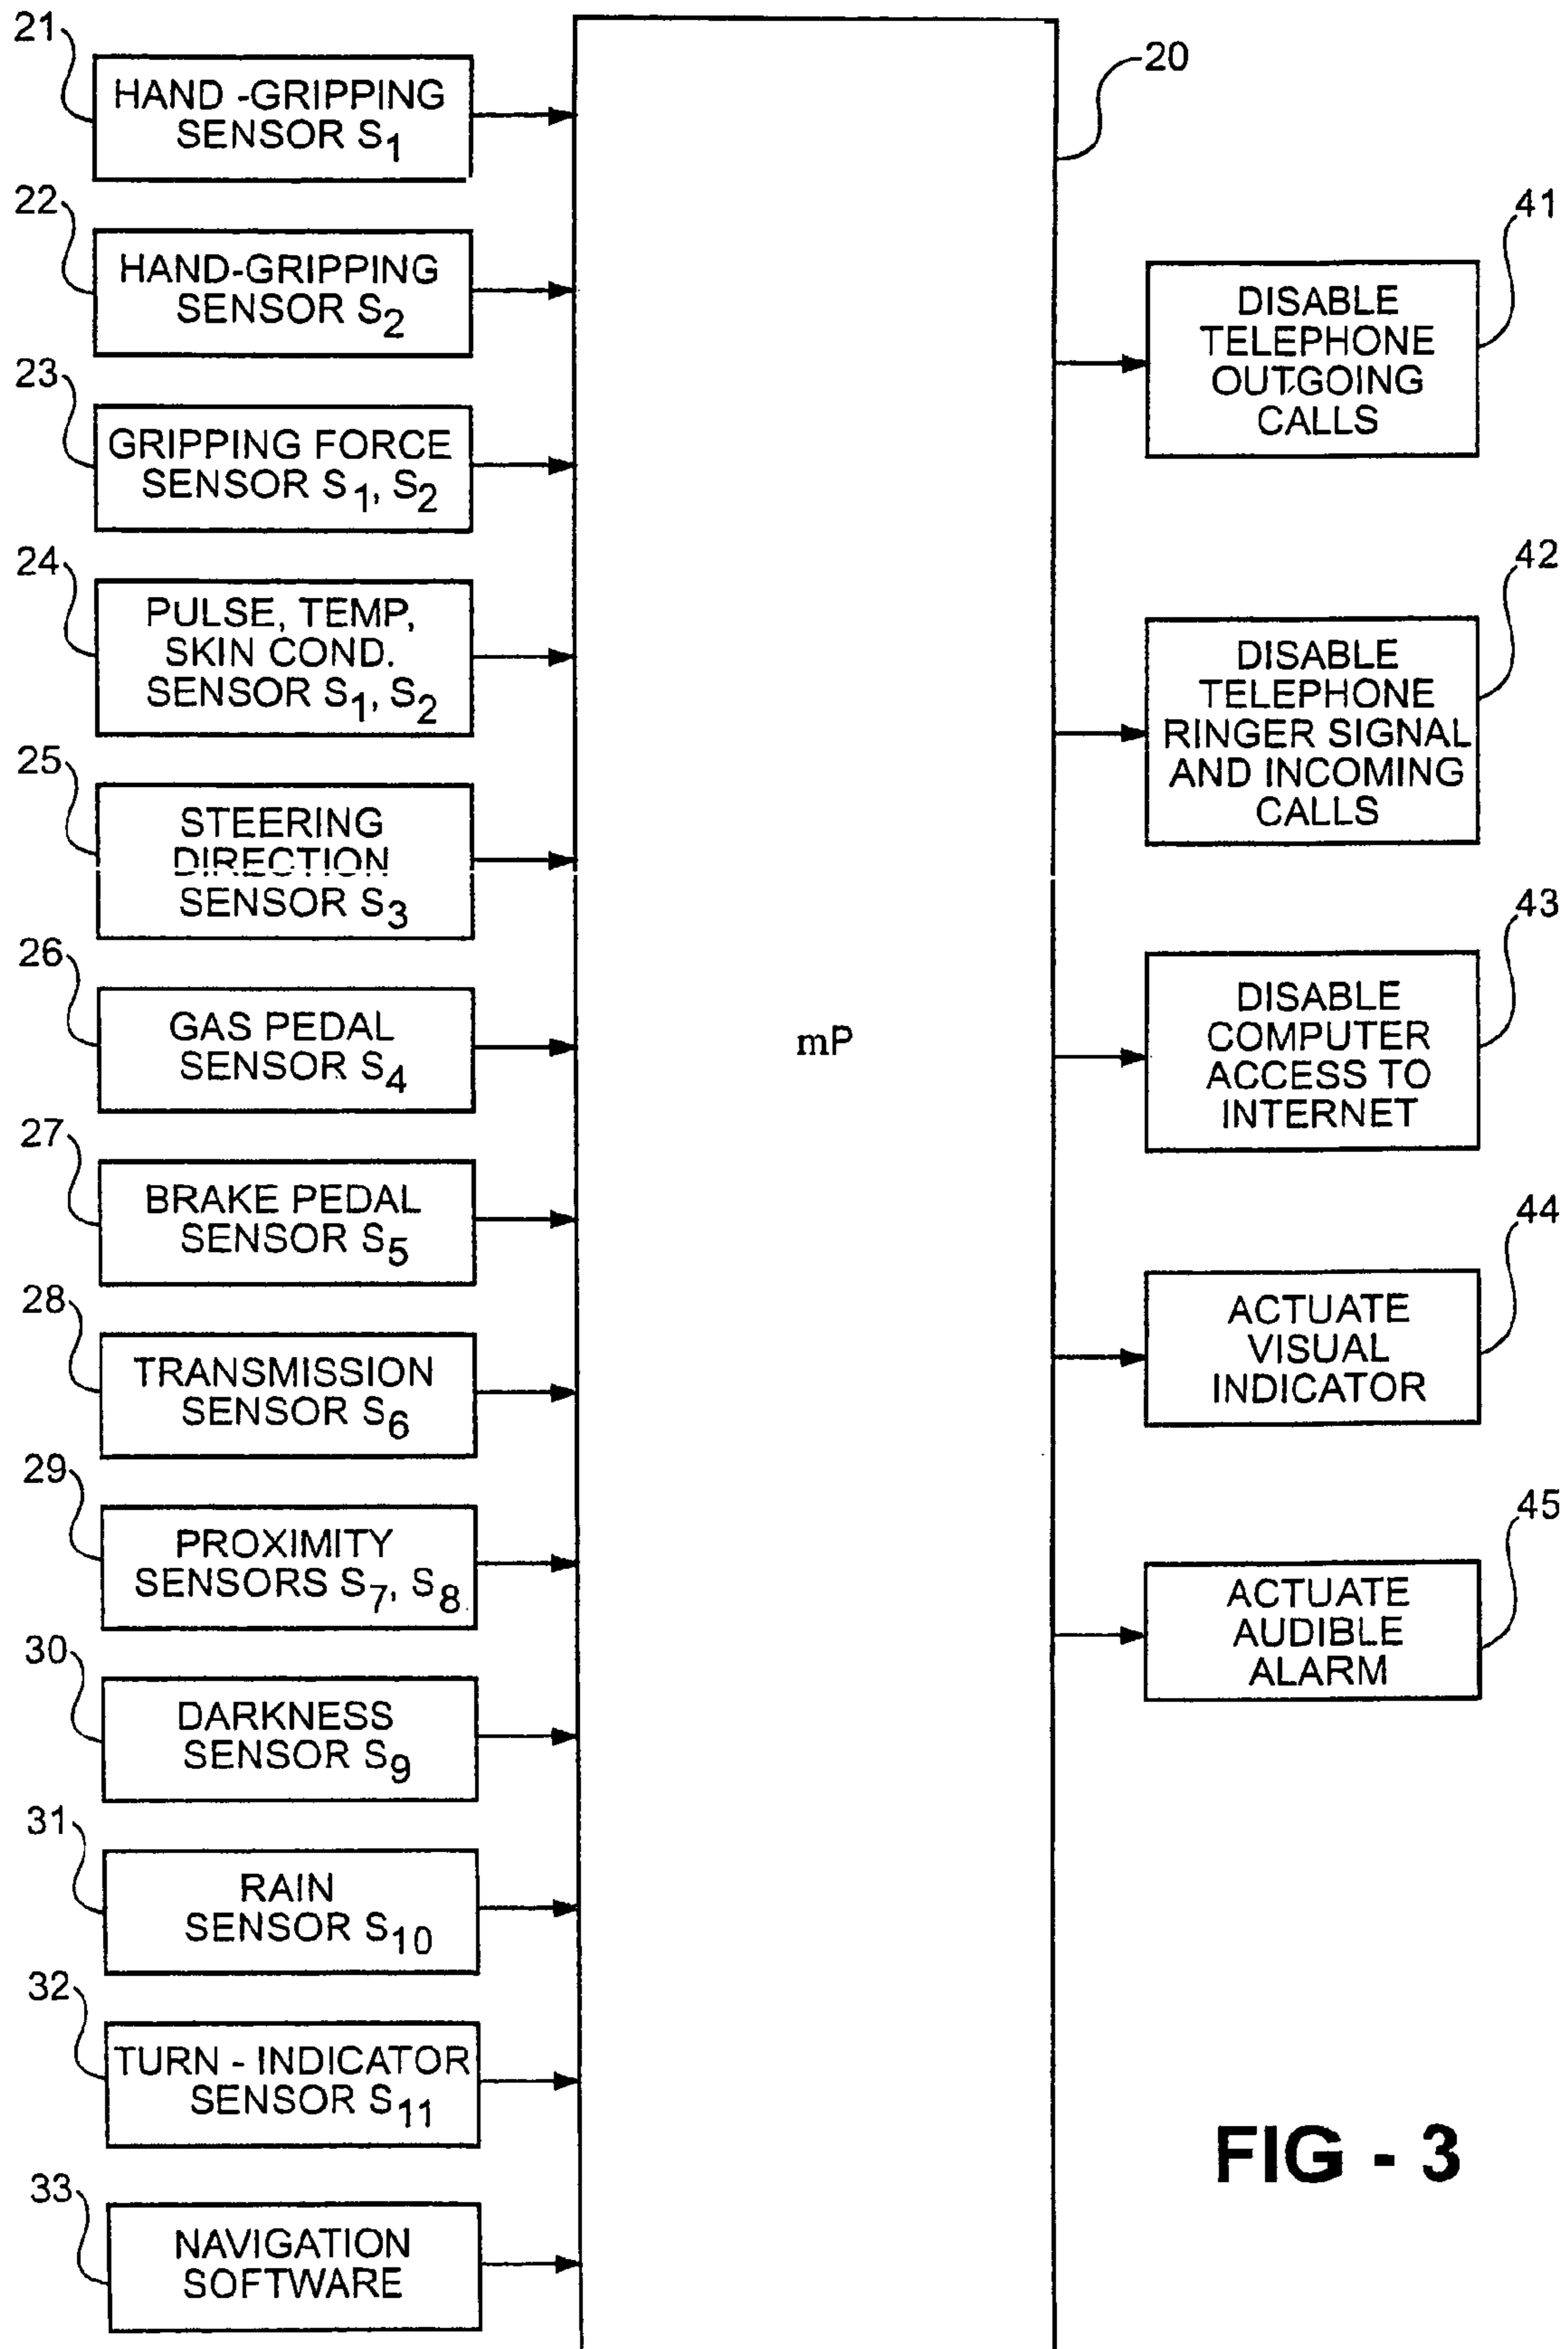 21
HAND -GRIPPING
SENSOR S1
22
HAND-GRIPPING
SENSOR S2
23
GRIPPING FORCE
SENSOR S1, S2
24
PULSE, TEMP,
SKIN COND.
SENSOR S1, S2
25
STEERING
DIRECTION
SENSOR S3
26
GAS PEDAL
SENSOR S4
27
BRAKE PEDAL
SENSOR S5
28
TRANSMISSION
SENSOR S6
29
PROXIMITY
SENSORS S7, S8
30
DARKNESS
SENSOR S9
31
RAIN
SENSOR S10
32
TURN - INDICATOR
SENSOR S11
33
NAVIGATION
SOFTWARE
20
mP
41
DISABLE
TELEPHONE
OUTGOING
CALLS
42
DISABLE
TELEPHONE
RINGER SIGNAL
AND INCOMING
CALLS
43
DISABLE
COMPUTER
ACCESS TO
INTERNET
44
ACTUATE
VISUAL
INDICATOR
45
ACTUATE
AUDIBLE
ALARM
FIG - 3